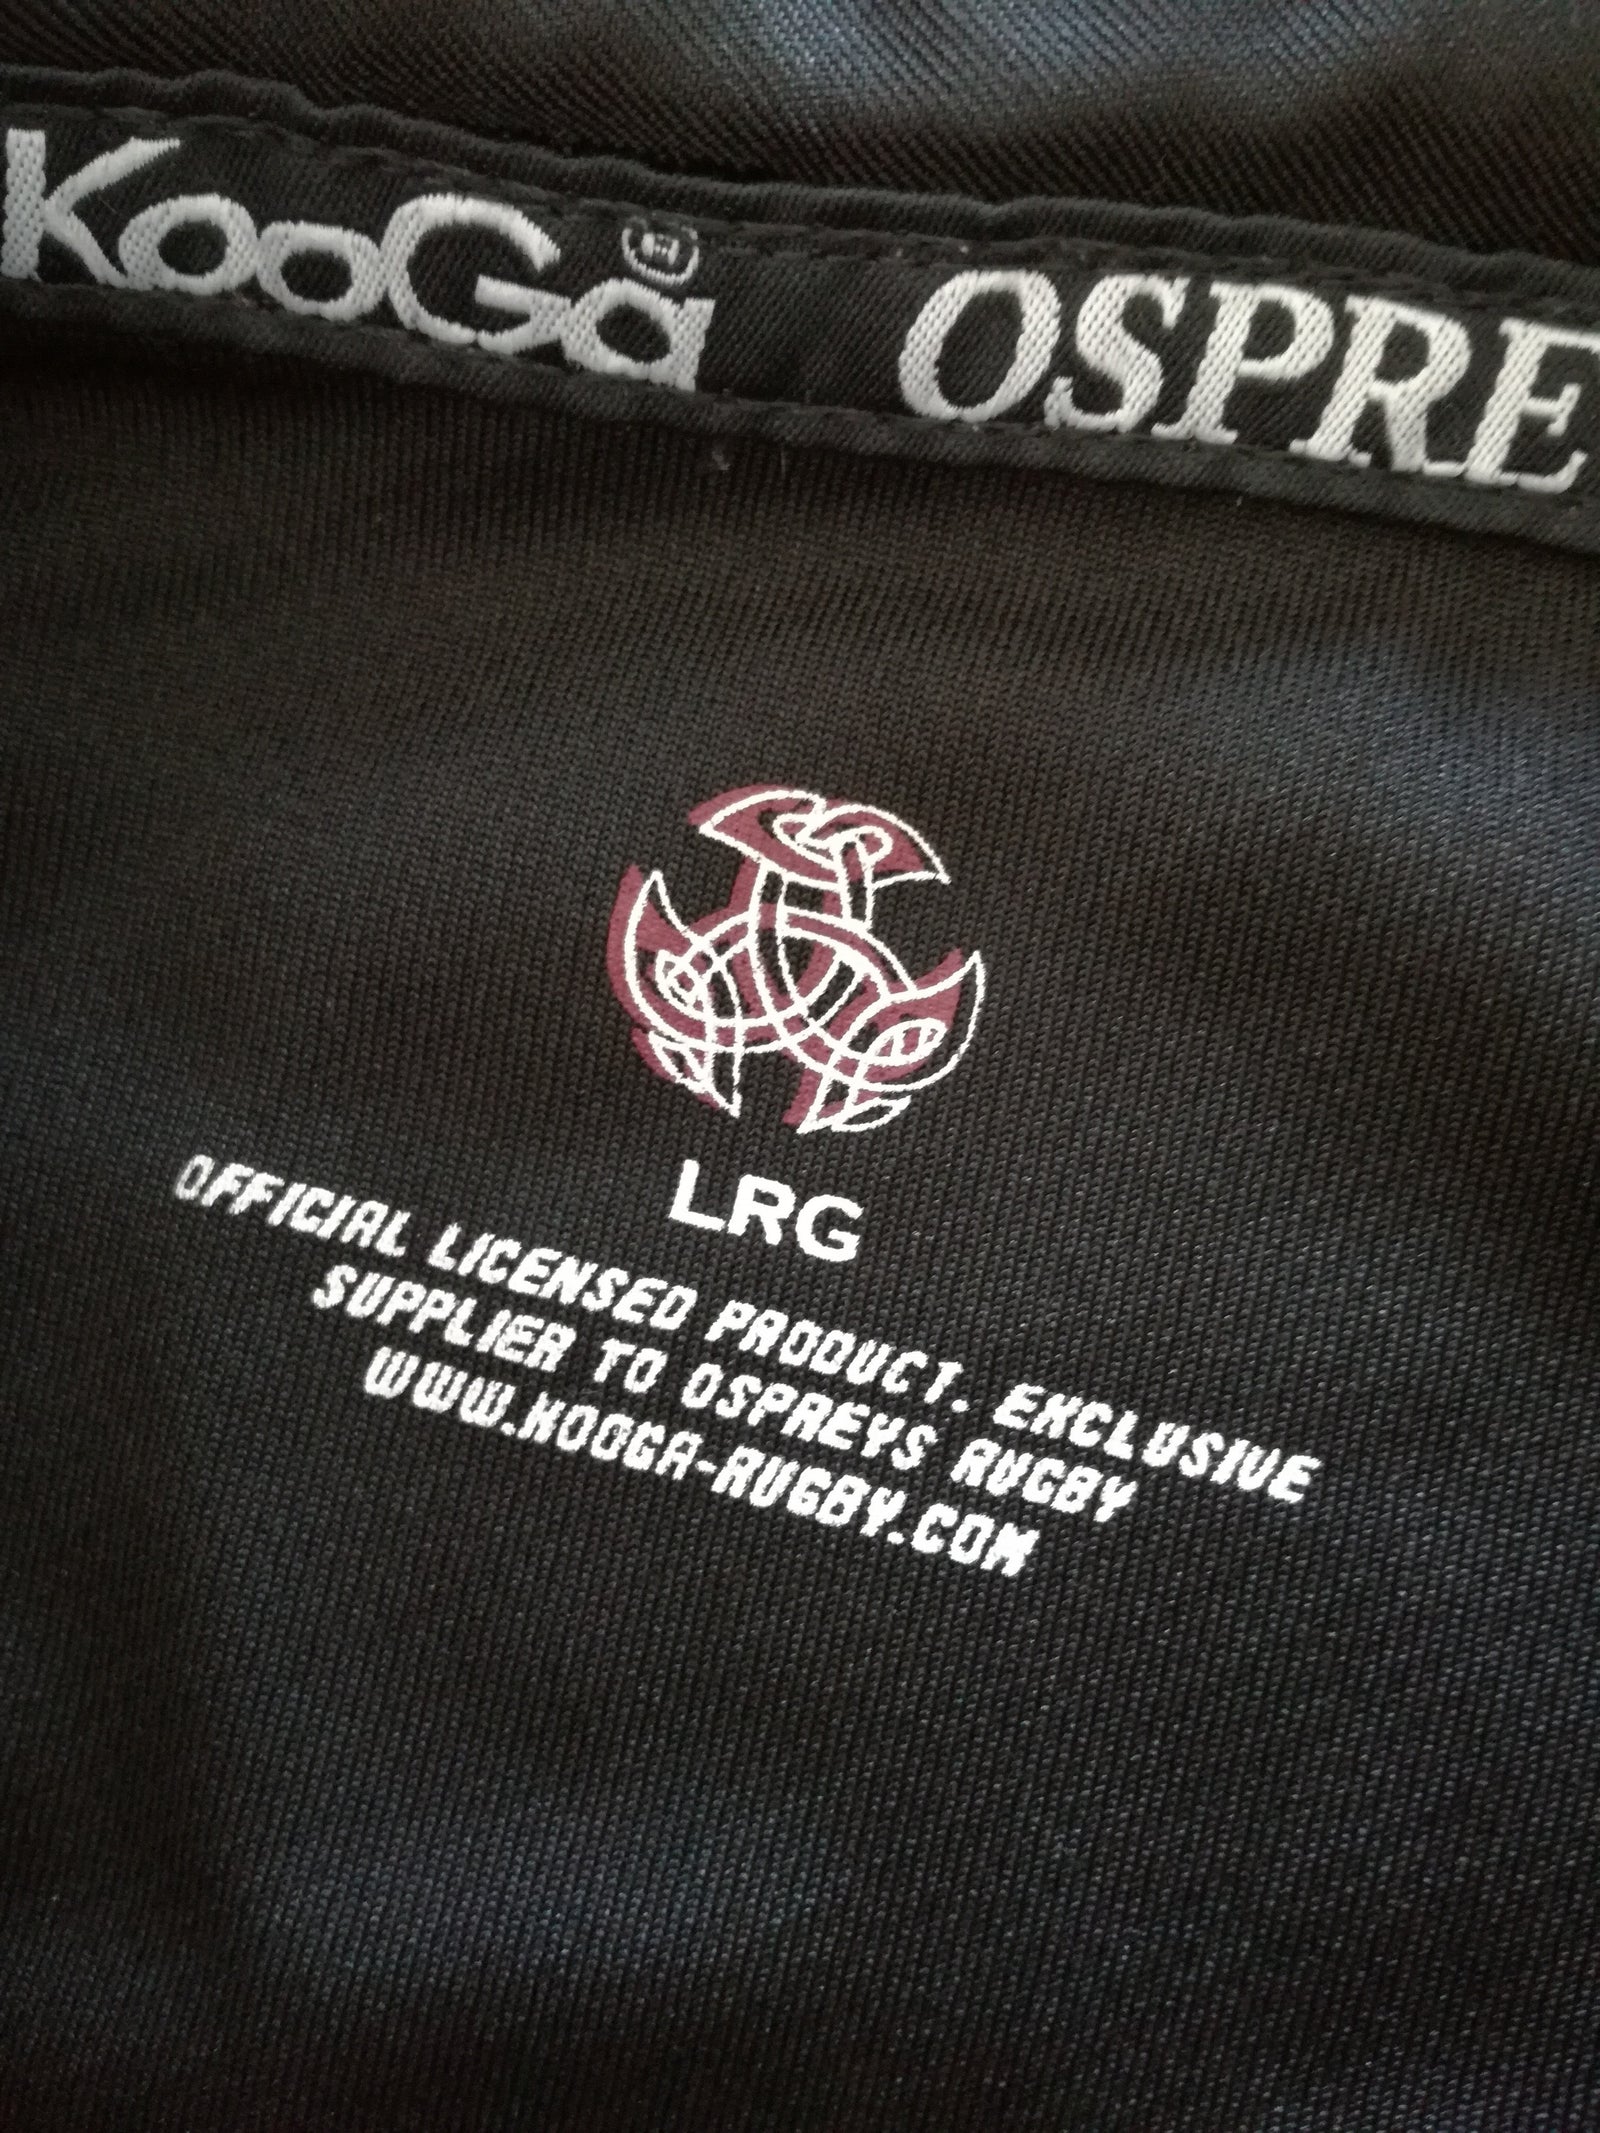 KooGa® OSPRE
LRG
OFFICIAL LICENSED PRODUCT. EXCLUSIVE
SUPPLIER TO OSPREYS RUGBY
WWW.KOOGA-RUGBY.COM